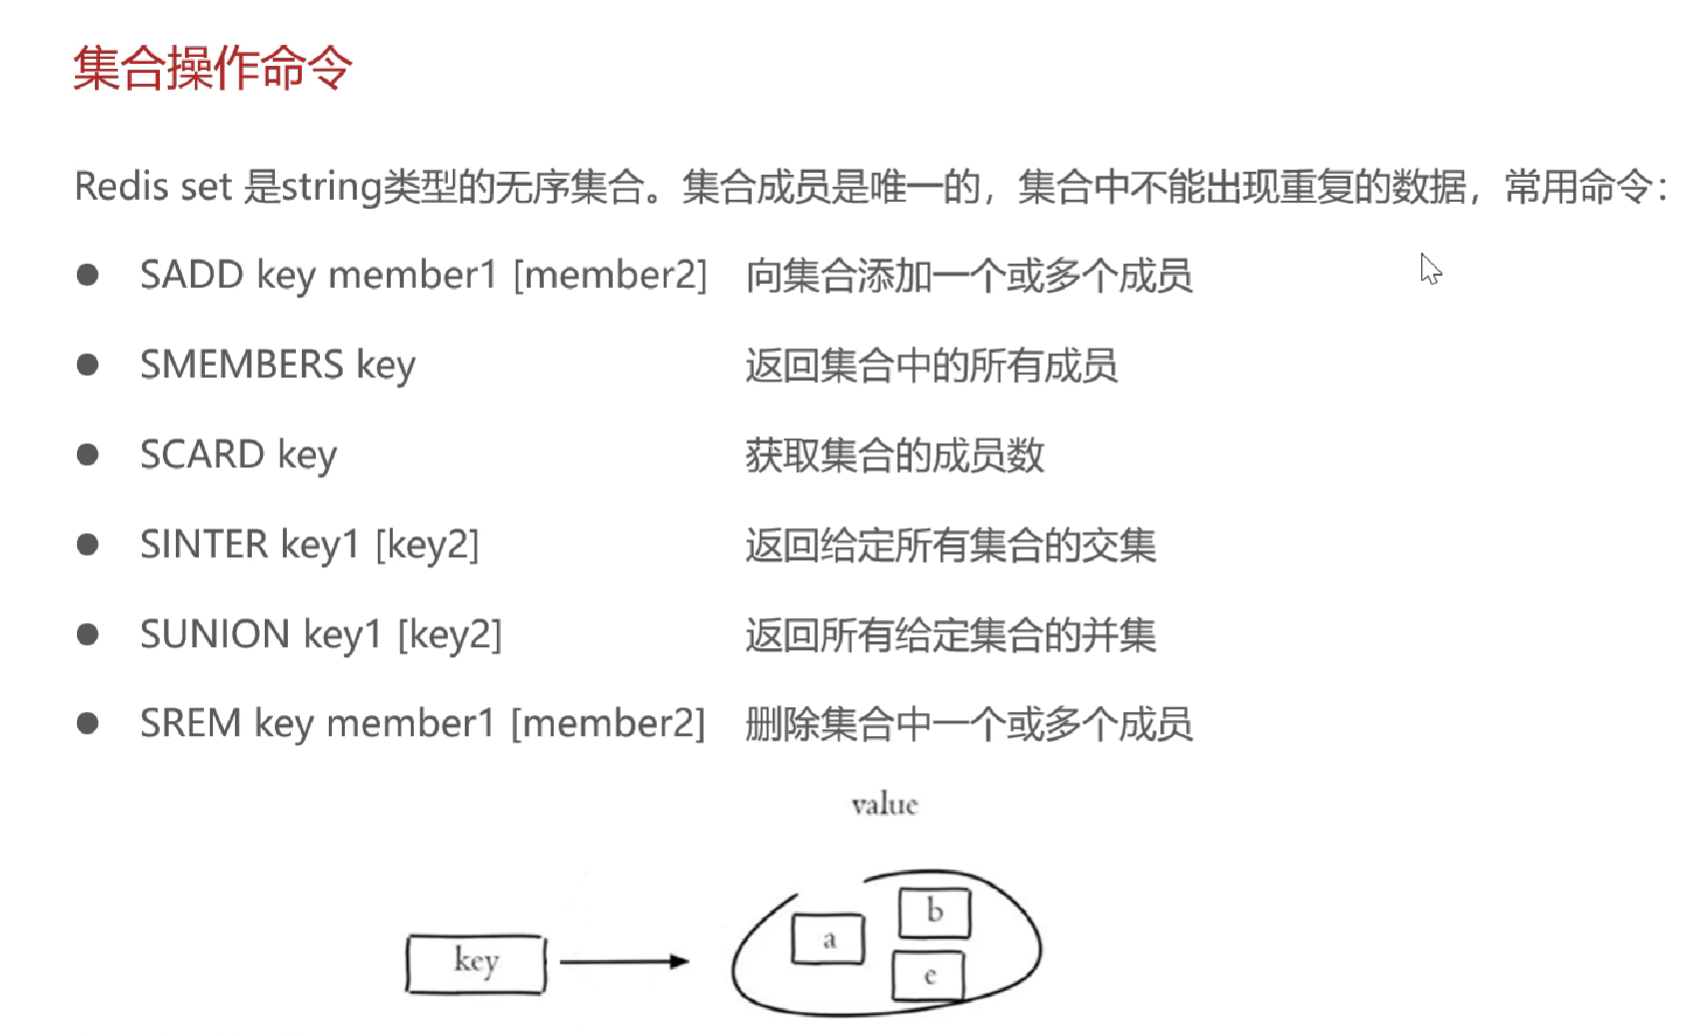 集合操作命令
Redis set 是string类型的无序集合。集合成员是唯一的，集合中不能出现重复的数据，常用命令：
● SADD key member1 [member2] 向集合添加一个或多个成员
● SMEMBERS key 返回集合中的所有成员
● SCARD key 获取集合的成员数
● SINTER key1 [key2] 返回给定所有集合的交集
● SUNION key1 [key2] 返回所有给定集合的并集
● SREM key member1 [member2] 删除集合中一个或多个成员
value
b
a
key
e